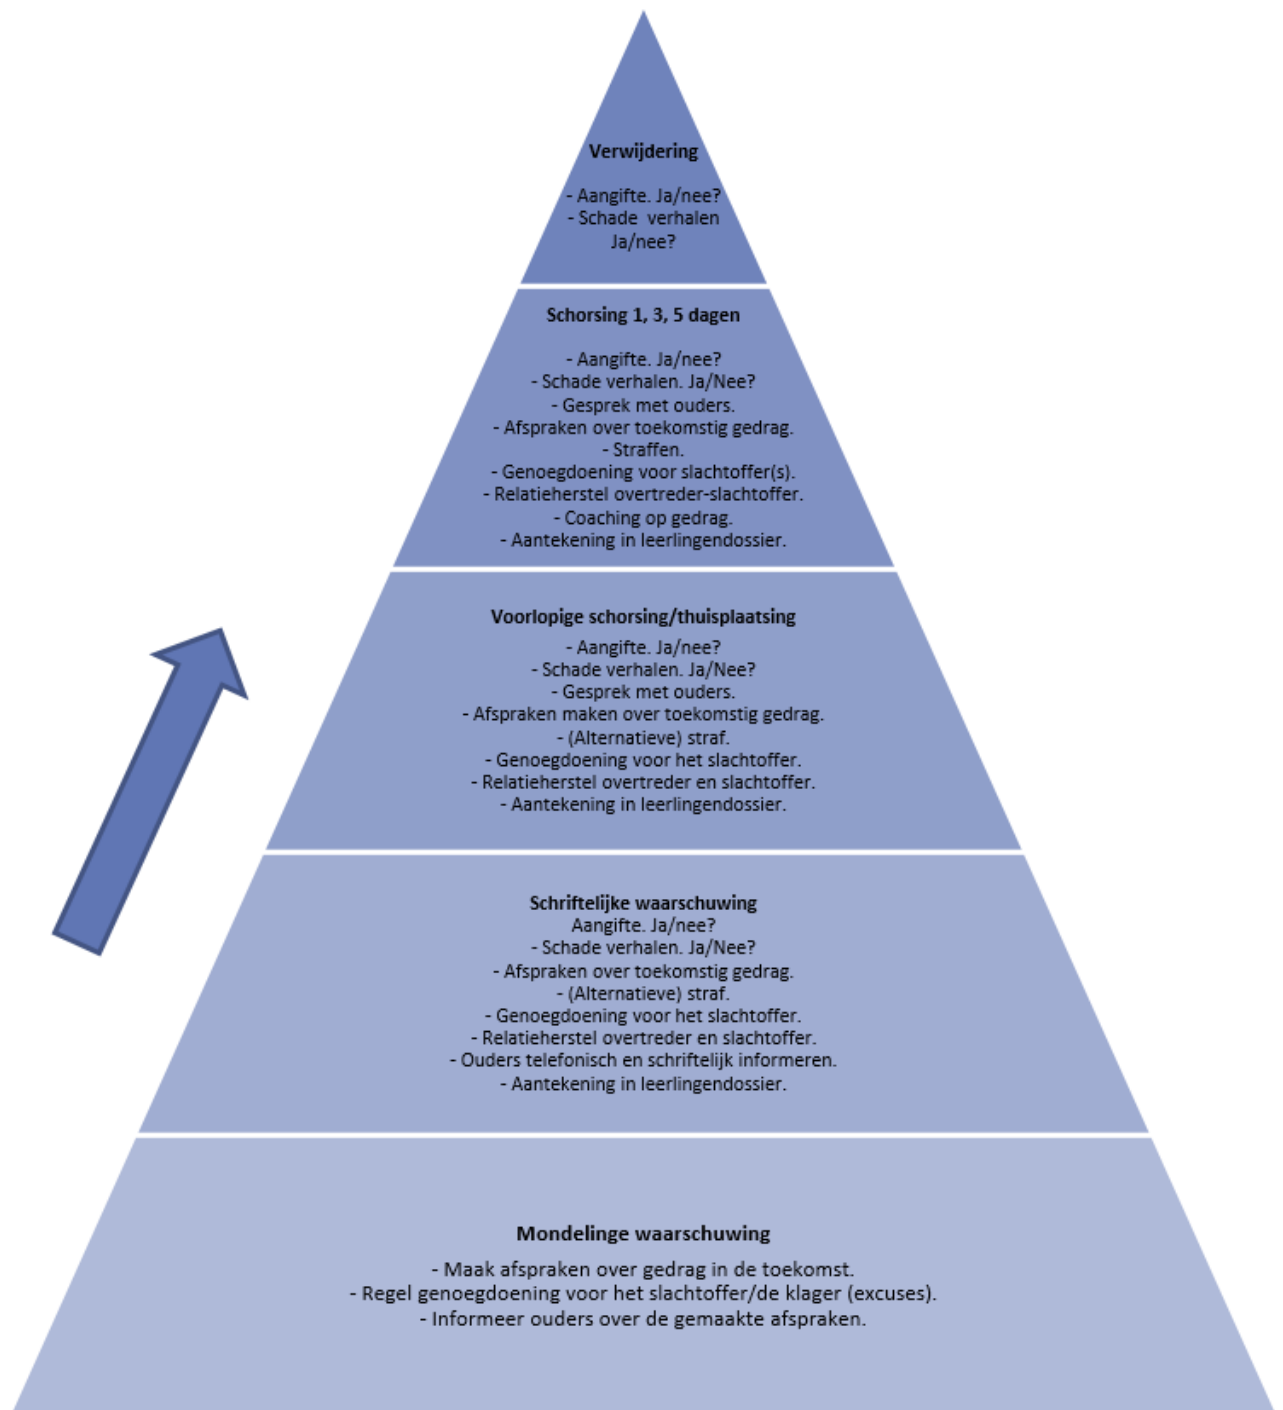 Verwijdering
- Aangifte. Ja/nee?
- Schade  verhalen
Ja/nee?
Schorsing 1, 3, 5 dagen
- Aangifte. Ja/nee?
- Schade verhalen. Ja/Nee?
- Gesprek met ouders.
- Afspraken over toekomstig gedrag.
- Straffen.
- Genoegdoening voor slachtoffer(s).
- Relatieherstel overtreder-slachtoffer.
- Coaching op gedrag.
- Aantekening in leerlingendossier.
Voorlopige schorsing/thuisplaatsing
- Aangifte. Ja/nee?
- Schade verhalen. Ja/Nee?
- Gesprek met ouders.
- Afspraken maken over toekomstig gedrag.
- (Alternatieve) straf.
- Genoegdoening voor het slachtoffer.
- Relatieherstel overtreder en slachtoffer.
- Aantekening in leerlingendossier.
Schriftelijke waarschuwing
Aangifte. Ja/nee?
- Schade verhalen. Ja/Nee?
- Afspraken over toekomstig gedrag.
- (Alternatieve) straf.
- Genoegdoening voor het slachtoffer.
- Relatieherstel overtreder en slachtoffer.
- Ouders telefonisch en schriftelijk informeren.
- Aantekening in leerlingendossier.
Mondelinge waarschuwing
- Maak afspraken over gedrag in de toekomst.
- Regel genoegdoening voor het slachtoffer/de klager (excuses).
- Informeer ouders over de gemaakte afspraken.